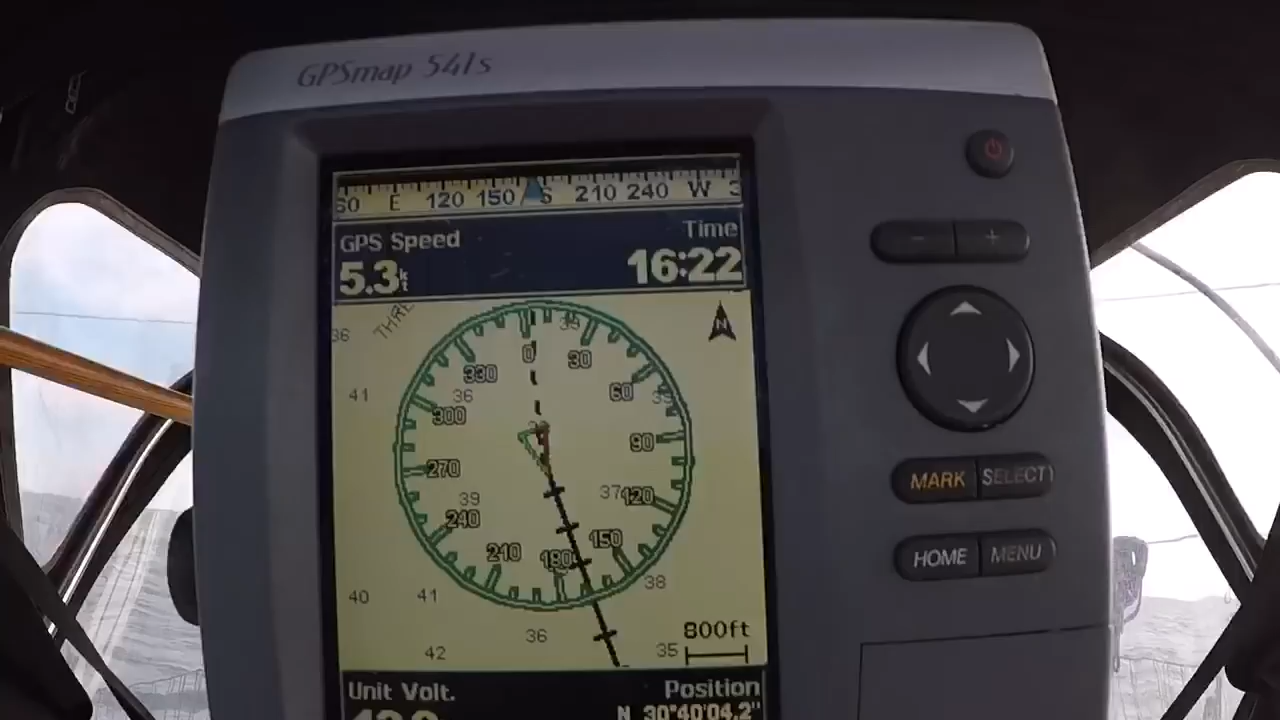 GPSmap 541s
60 E 120 150 S 210 240 W 3
GPS Speed
Time
5.3kt
16:22
THRE
36
35
N
0
30
330
36
60
41
300
90
270
39
37
120
240
150
210
180
38
40
41
36
800ft
42
35
Unit Volt.
Position
N 30°40'04.2"
MARK
SELECT
HOME
MENU